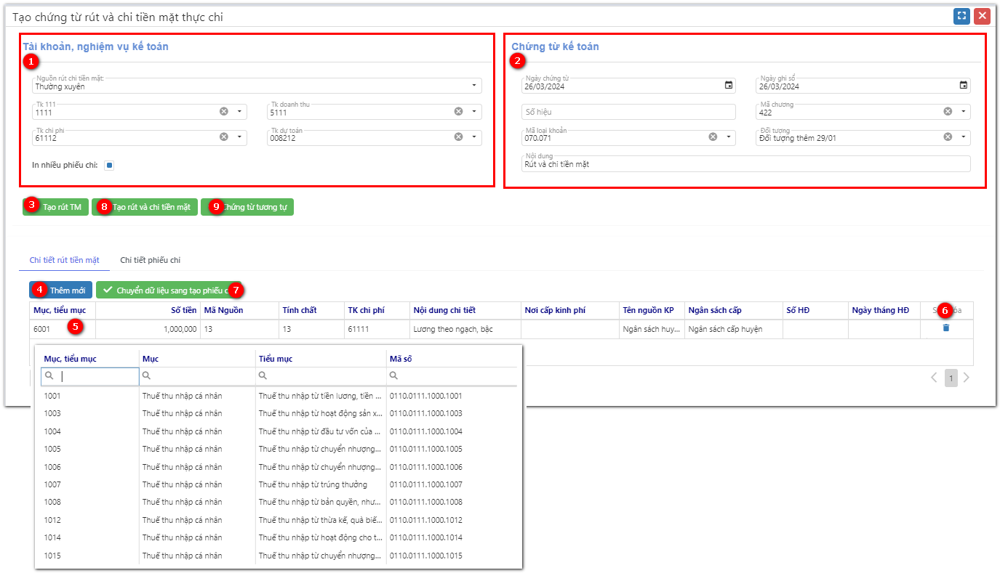 Tạo chứng từ rút và chi tiền mặt thực chi
Tài khoản, nghiệm vụ kế toán
1
Nguồn rút chi tiền mặt:
Thường xuyên
Tk 111
1111
Tk doanh thu
5111
Tk chi phí
61112
Tk dự toán
008212
In nhiều phiếu chi:
Chứng từ kế toán
2
Ngày chứng từ
26/03/2024
Ngày ghi sổ
26/03/2024
Số hiệu
Mã chương
422
Mã loại khoản
070.071
Đối tượng
Đối tượng thêm 29/01
Nội dung
Rút và chi tiền mặt
3 Tạo rút TM 8 Tạo rút và chi tiền mặt 9 Chứng từ tương tự
Chi tiết rút tiền mặt Chi tiết phiếu chi
4 Thêm mới Chuyển dữ liệu sang tạo phiếu c 7
Mục, tiểu mục Số tiền Mã Nguồn Tính chất TK chi phí Nội dung chi tiết Nơi cấp kinh phí Tên nguồn KP Ngân sách cấp Số HĐ Ngày tháng HĐ 6
6001 5 1,000,000 13 13 61111 Lương theo ngạch, bậc Ngân sách huy... Ngân sách cấp huyện
1
Mục, tiểu mục Mục Tiểu mục Mã số
1001 Thuế thu nhập cá nhân Thuế thu nhập từ tiền lương, tiền ... 0110.0111.1000.1001
1003 Thuế thu nhập cá nhân Thuế thu nhập từ hoạt động sản x... 0110.0111.1000.1003
1004 Thuế thu nhập cá nhân Thuế thu nhập từ đầu tư vốn của ... 0110.0111.1000.1004
1005 Thuế thu nhập cá nhân Thuế thu nhập từ chuyển nhượng... 0110.0111.1000.1005
1006 Thuế thu nhập cá nhân Thuế thu nhập từ chuyển nhượng... 0110.0111.1000.1006
1007 Thuế thu nhập cá nhân Thuế thu nhập từ trúng thưởng 0110.0111.1000.1007
1008 Thuế thu nhập cá nhân Thuế thu nhập từ bản quyền, như... 0110.0111.1000.1008
1012 Thuế thu nhập cá nhân Thuế thu nhập từ thừa kế, quà biế... 0110.0111.1000.1012
1014 Thuế thu nhập cá nhân Thuế thu nhập từ hoạt động cho t... 0110.0111.1000.1014
1015 Thuế thu nhập cá nhân Thuế thu nhập từ chuyển nhượng... 0110.0111.1000.1015